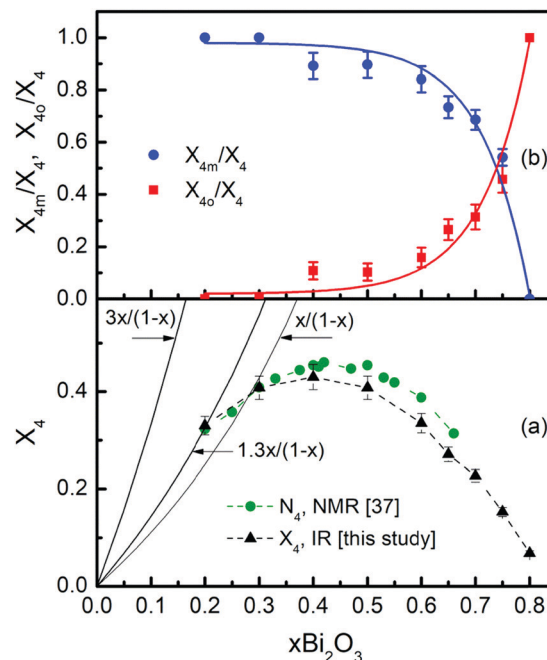 1.0
0.8
0.6
0.4
0.2
0.0
X₄ₘ/X₄, X₄ₒ/X₄
X₄ₘ/X₄
X₄ₒ/X₄
(b)
3x/(1-x)
x/(1-x)
1.3x/(1-x)
(a)
N₄, NMR [37]
X₄, IR [this study]
0.4
0.2
0.0
X₄
0.0 0.1 0.2 0.3 0.4 0.5 0.6 0.7 0.8
xBi₂O₃